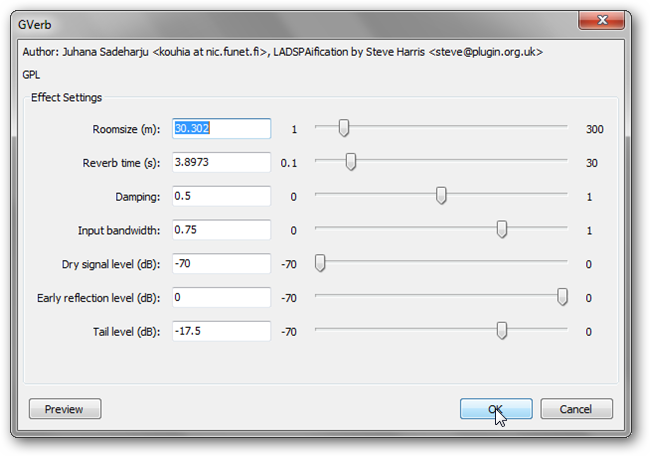 GVerb
Author: Juhana Sadeharju <kouhia at nic.funet.fi>, LADSPAification by Steve Harris <steve@plugin.org.uk>
GPL
Effect Settings
Roomsize (m): 30.302 1 300
Reverb time (s): 3.8973 0.1 30
Damping: 0.5 0 1
Input bandwidth: 0.75 0 1
Dry signal level (dB): -70 -70 0
Early reflection level (dB): 0 -70 0
Tail level (dB): -17.5 -70 0
Preview OK Cancel